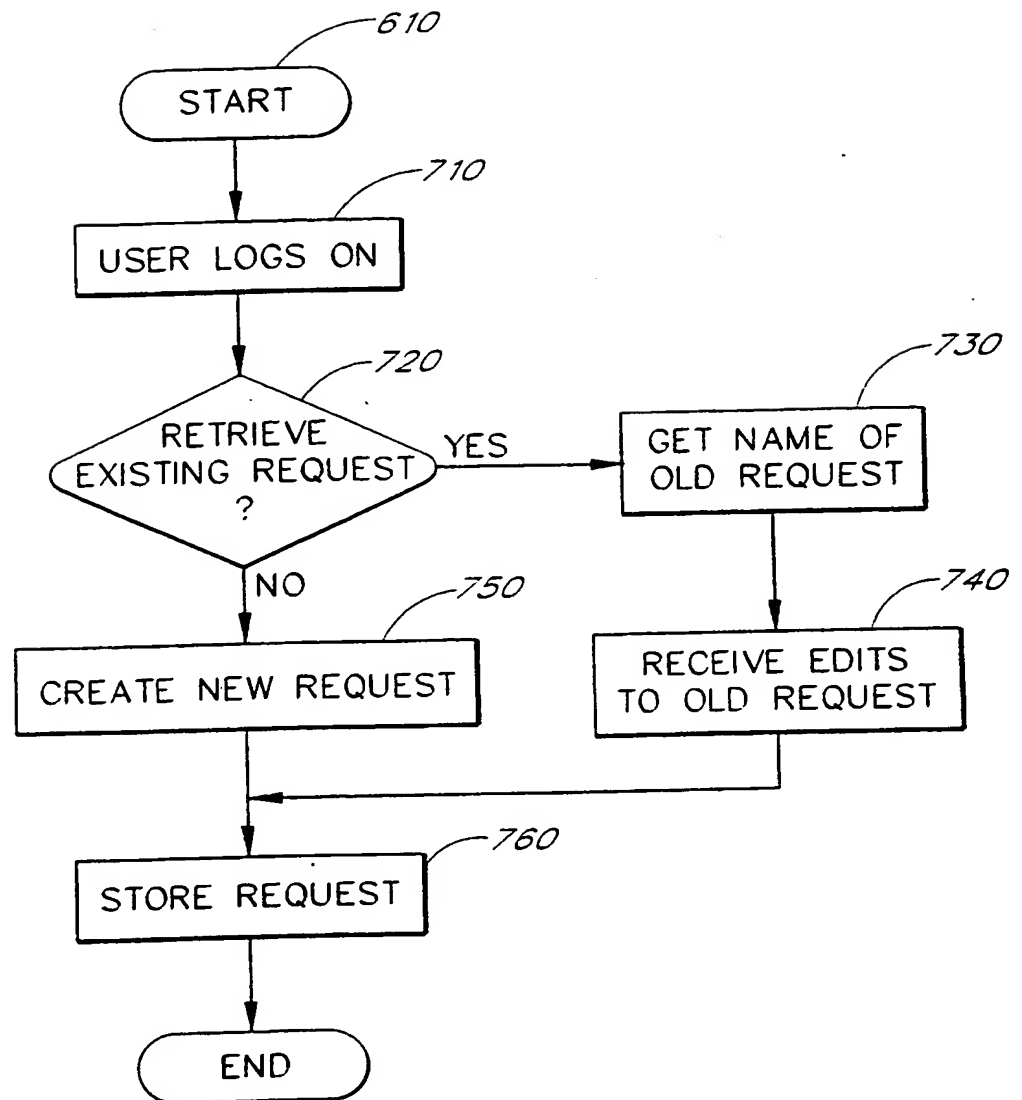 610
START
710
USER LOGS ON
720
RETRIEVE
EXISTING REQUEST
?
YES
730
GET NAME OF
OLD REQUEST
NO
740
RECEIVE EDITS
TO OLD REQUEST
750
CREATE NEW REQUEST
760
STORE REQUEST
END